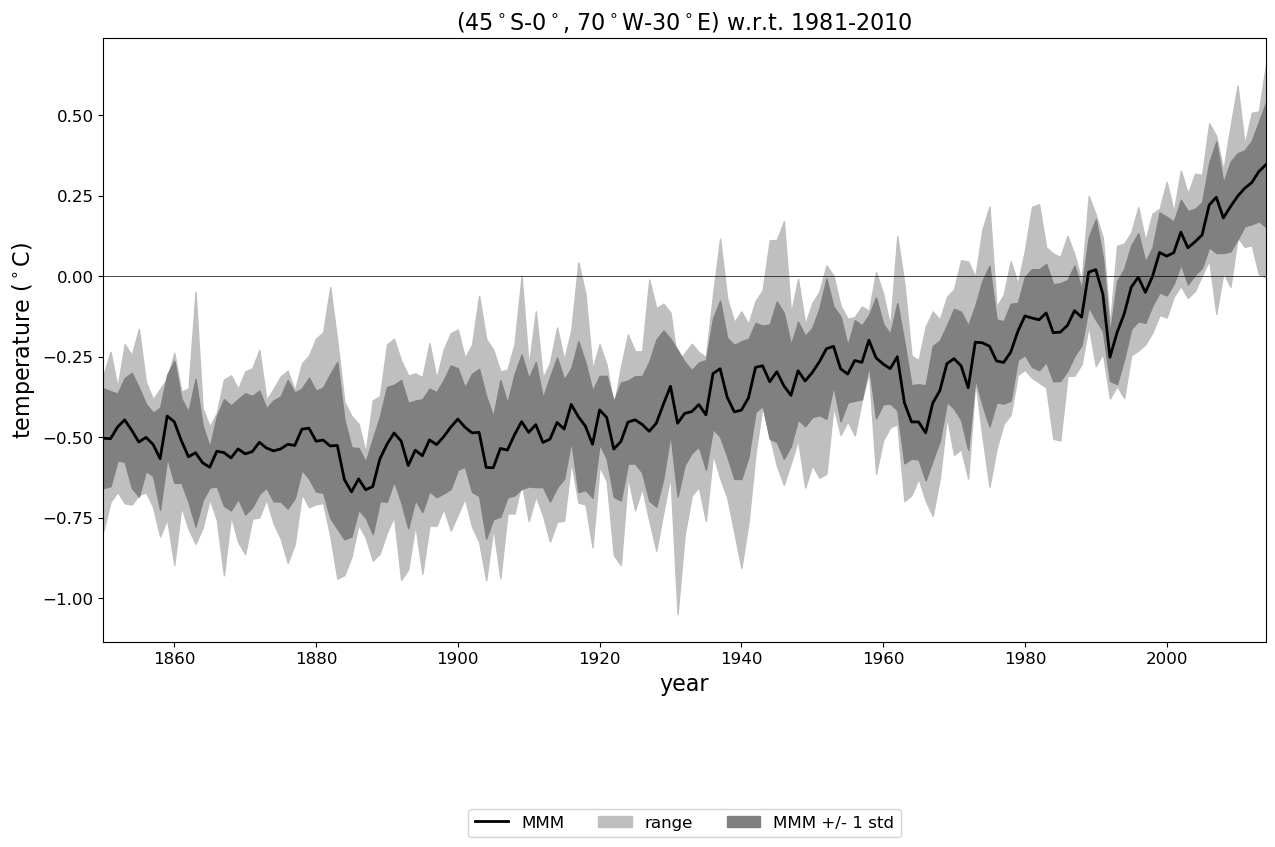 (45°S-0°, 70°W-30°E) w.r.t. 1981-2010
temperature (°C)
0.50
0.25
0.00
−0.25
−0.50
−0.75
−1.00
1860 1880 1900 1920 1940 1960 1980 2000
year
MMM range MMM +/- 1 std